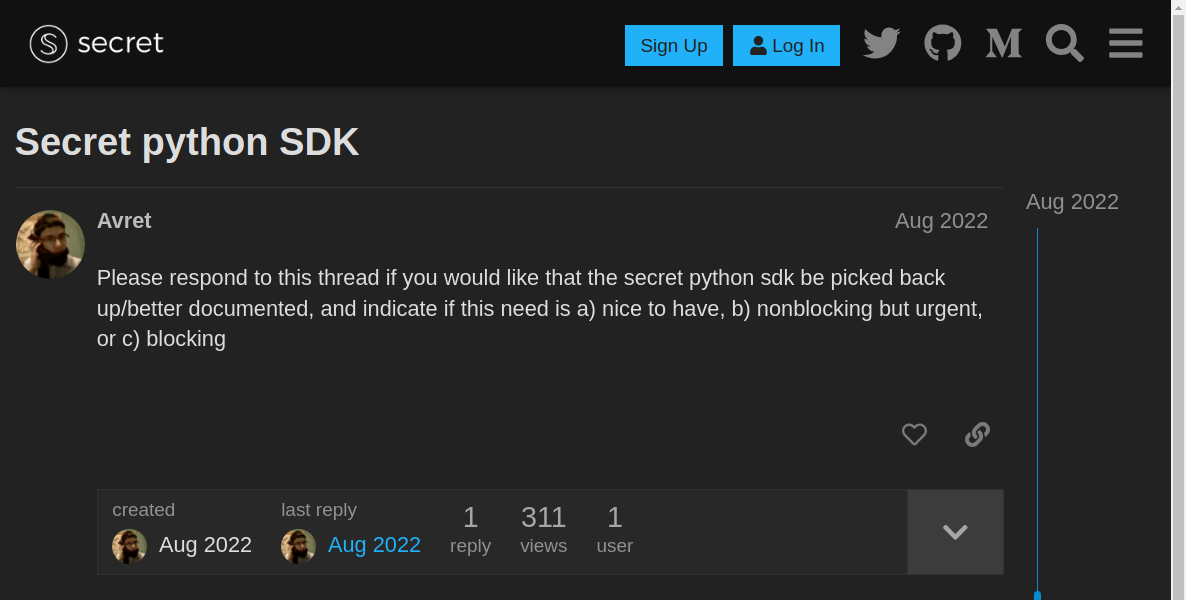 secret
Sign Up
Log In
Secret python SDK
Avret
Aug 2022
Aug 2022
Please respond to this thread if you would like that the secret python sdk be picked back
up/better documented, and indicate if this need is a) nice to have, b) nonblocking but urgent,
or c) blocking
created
Aug 2022
last reply
Aug 2022
1
reply
311
views
1
user